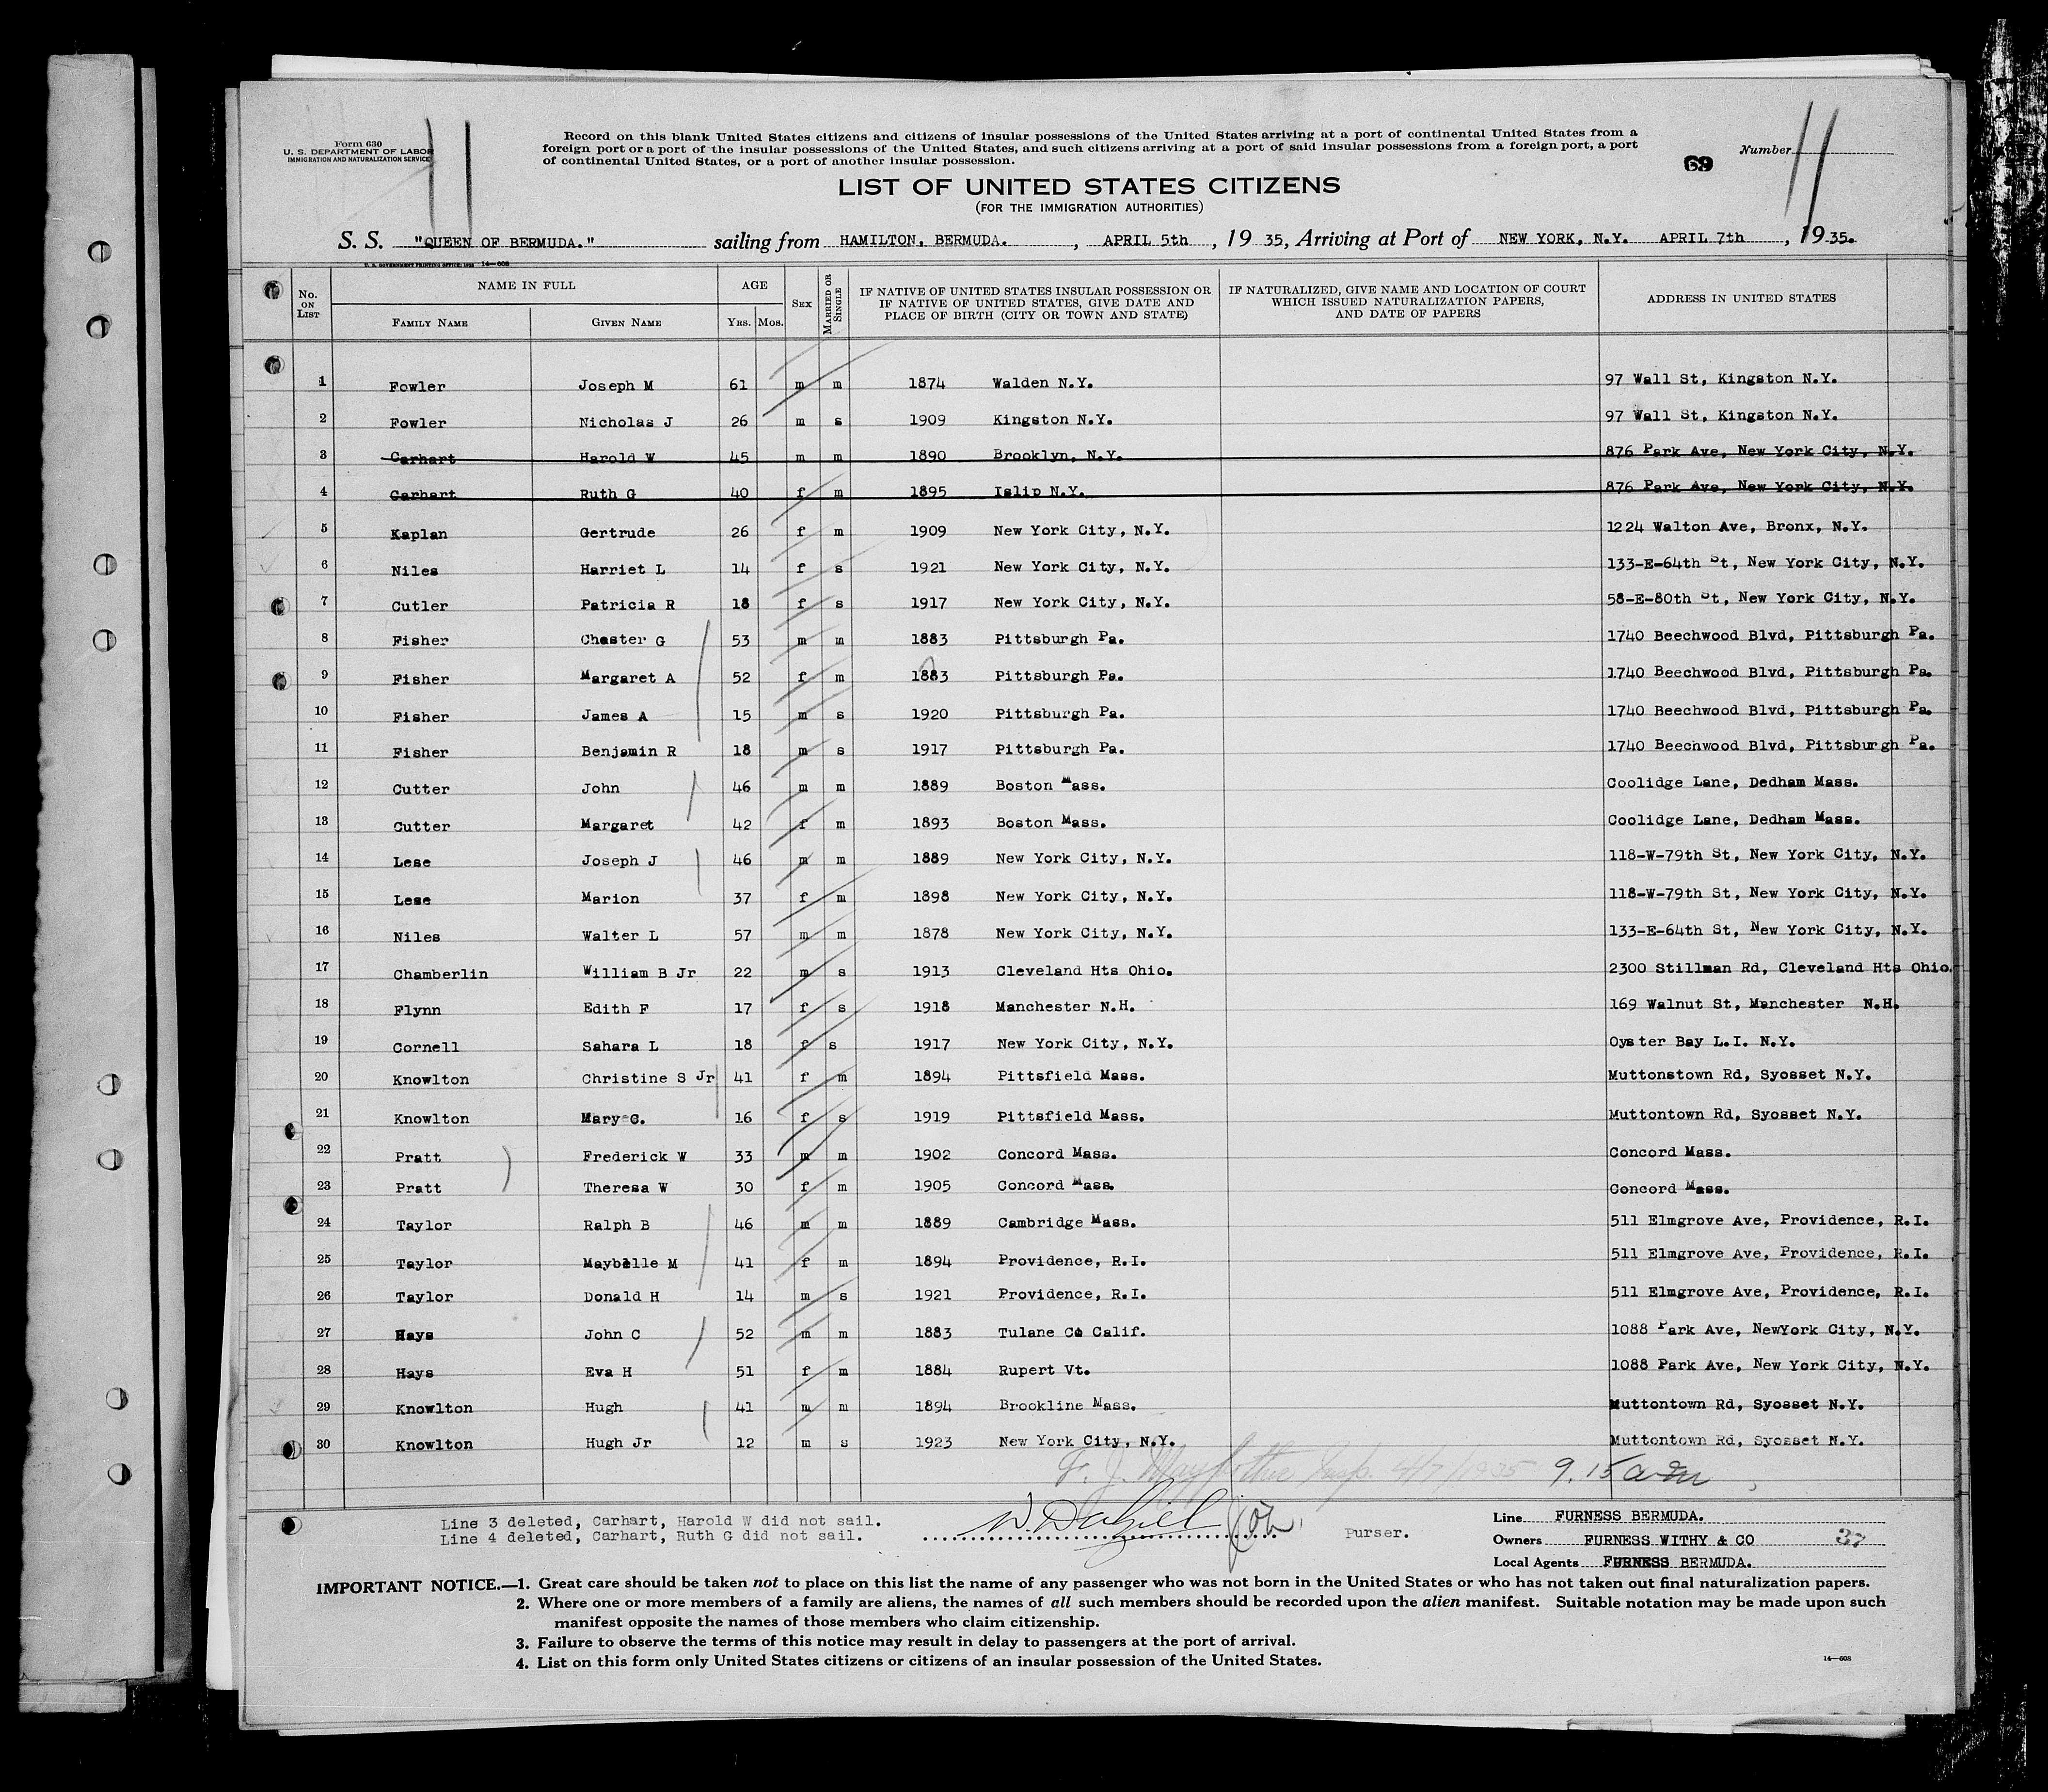 Form 630
U. S. DEPARTMENT OF LABOR
IMMIGRATION AND NATURALIZATION SERVICE
11
Record on this blank United States citizens and citizens of insular possessions of the United States arriving at a port of continental United States from a
foreign port or a port of the insular possessions of the United States, and such citizens arriving at a port of said insular possessions from a foreign port, a port
of continental United States, or a port of another insular possession.
69 Number 11
LIST OF UNITED STATES CITIZENS
(FOR THE IMMIGRATION AUTHORITIES)
S. S. "QUEEN OF BERMUDA." sailing from HAMILTON, BERMUDA. , APRIL 5th , 19 35, Arriving at Port of NEW YORK, N.Y. APRIL 7th , 19 35.
U. S. GOVERNMENT PRINTING OFFICE: 14-608
No. ON LIST NAME IN FULL AGE SEX MARRIED OR SINGLE IF NATIVE OF UNITED STATES INSULAR POSSESSION OR IF NATIVE OF UNITED STATES, GIVE DATE AND PLACE OF BIRTH (CITY OR TOWN AND STATE) IF NATURALIZED, GIVE NAME AND LOCATION OF COURT WHICH ISSUED NATURALIZATION PAPERS, AND DATE OF PAPERS ADDRESS IN UNITED STATES
FAMILY NAME GIVEN NAME YRS. MOS.
1 Fowler Joseph M 61 m m 1874 Walden N.Y. 97 Wall St, Kingston N.Y.
2 Fowler Nicholas J 26 m s 1909 Kingston N.Y. 97 Wall St, Kingston N.Y.
3 Carhart Harold W 45 m m 1890 Brooklyn, N.Y. 876 Park Ave, New York City, N.Y.
4 Carhart Ruth G 40 f m 1895 Islip N.Y. 876 Park Ave, New York City, N.Y.
5 Kaplan Gertrude 26 f m 1909 New York City, N.Y. 1224 Walton Ave, Bronx, N.Y.
6 Niles Harriet L 14 f s 1921 New York City, N.Y. 133-E-64th St, New York City, N.Y.
7 Cutler Patricia R 18 f s 1917 New York City, N.Y. 58-E-80th St, New York City, N.Y.
8 Fisher Chester G 53 m m 1883 Pittsburgh Pa. 1740 Beechwood Blvd, Pittsburgh Pa.
9 Fisher Margaret A 52 f m 1883 Pittsburgh Pa. 1740 Beechwood Blvd, Pittsburgh Pa.
10 Fisher James A 15 m s 1920 Pittsburgh Pa. 1740 Beechwood Blvd, Pittsburgh Pa.
11 Fisher Benjamin R 18 m s 1917 Pittsburgh Pa. 1740 Beechwood Blvd, Pittsburgh Pa.
12 Cutter John 46 m m 1889 Boston Mass. Coolidge Lane, Dedham Mass.
13 Cutter Margaret 42 f m 1893 Boston Mass. Coolidge Lane, Dedham Mass.
14 Lese Joseph J 46 m m 1889 New York City, N.Y. 118-W-79th St, New York City, N.Y.
15 Lese Marion 37 f m 1898 New York City, N.Y. 118-W-79th St, New York City, N.Y.
16 Niles Walter L 57 m m 1878 New York City, N.Y. 133-E-64th St, New York City, N.Y.
17 Chamberlin William B Jr 22 m s 1913 Cleveland Hts Ohio. 2300 Stillman Rd, Cleveland Hts Ohio.
18 Flynn Edith F 17 f s 1918 Manchester N.H. 169 Walnut St, Manchester N.H.
19 Cornell Sahara L 18 f s 1917 New York City, N.Y. Oyster Bay L.I. N.Y.
20 Knowlton Christine S Jr 41 f m 1894 Pittsfield Mass. Muttonstown Rd, Syosset N.Y.
21 Knowlton Mary C. 16 f s 1919 Pittsfield Mass. Muttontown Rd, Syosset N.Y.
22 Pratt Frederick W 33 m m 1902 Concord Mass. Concord Mass.
23 Pratt Theresa W 30 f m 1905 Concord Mass. Concord Mass.
24 Taylor Ralph B 46 m m 1889 Cambridge Mass. 511 Elmgrove Ave, Providence, R.I.
25 Taylor Maybelle M 41 f m 1894 Providence, R.I. 511 Elmgrove Ave, Providence, R.I.
26 Taylor Donald H 14 m s 1921 Providence, R.I. 511 Elmgrove Ave, Providence, R.I.
27 Hays John C 52 m m 1883 Tulane Co Calif. 1088 Park Ave, NewYork City, N.Y.
28 Hays Eva H 51 f m 1884 Rupert Vt. 1088 Park Ave, New York City, N.Y.
29 Knowlton Hugh 41 m m 1894 Brookline Mass. Muttontown Rd, Syosset N.Y.
30 Knowlton Hugh Jr 12 m s 1923 New York City, N.Y. Muttontown Rd, Syosset N.Y.
F. J. Insp. 4/7/1935 9.15 am
Line 3 deleted, Carhart, Harold W did not sail.
Line 4 deleted, Carhart, Ruth G did not sail.
Purser.
Line FURNESS BERMUDA.
Owners FURNESS WITHY & CO 37
Local Agents FURNESS BERMUDA.
IMPORTANT NOTICE.—1. Great care should be taken not to place on this list the name of any passenger who was not born in the United States or who has not taken out final naturalization papers.
2. Where one or more members of a family are aliens, the names of all such members should be recorded upon the alien manifest. Suitable notation may be made upon such
manifest opposite the names of those members who claim citizenship.
3. Failure to observe the terms of this notice may result in delay to passengers at the port of arrival.
4. List on this form only United States citizens or citizens of an insular possession of the United States.
14-608